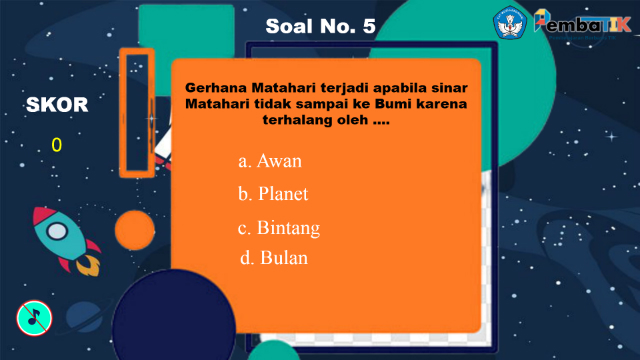 Soal No. 5
PembaTIK
SKOR
0
Gerhana Matahari terjadi apabila sinar
Matahari tidak sampai ke Bumi karena
terhalang oleh ....
a. Awan
b. Planet
c. Bintang
d. Bulan